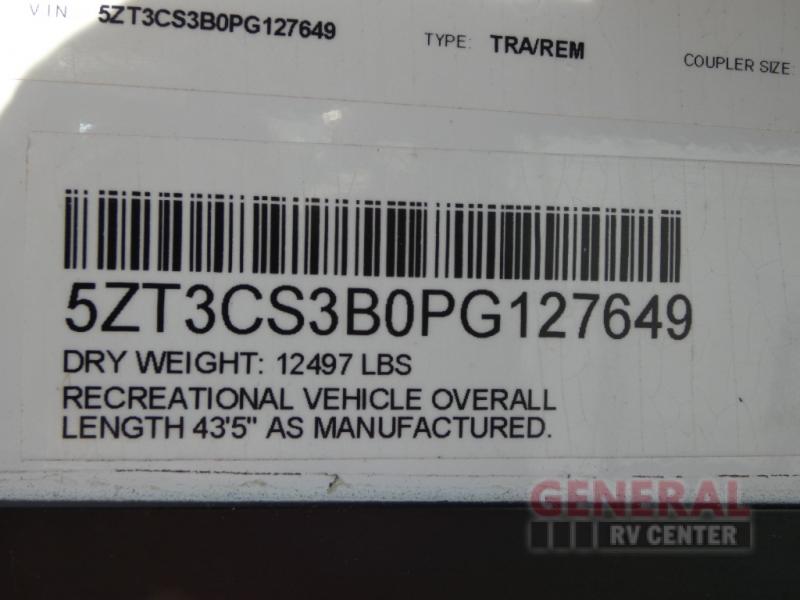 VIN 5ZT3CS3B0PG127649
TYPE: TRA/REM
COUPLER SIZE:
5ZT3CS3B0PG127649
DRY WEIGHT: 12497 LBS
RECREATIONAL VEHICLE OVERALL
LENGTH 43'5" AS MANUFACTURED.
GENERAL
RV CENTER